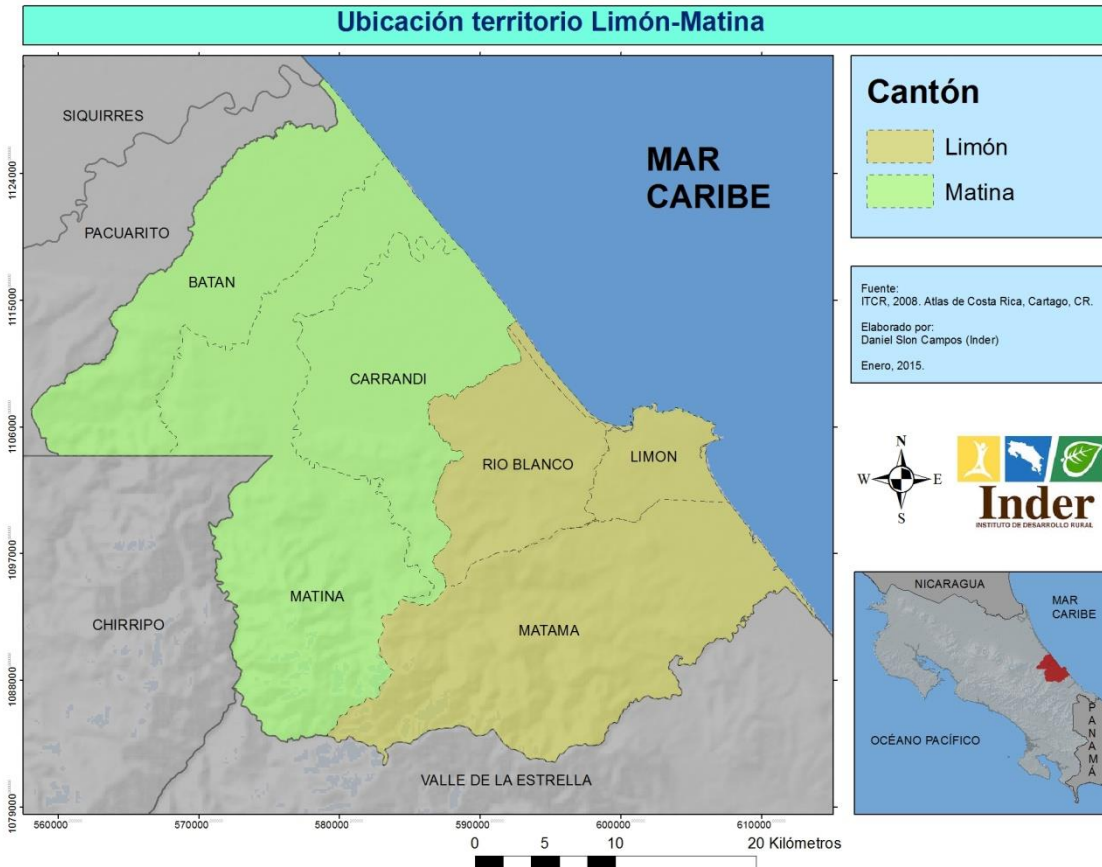 Ubicación territorio Limón-Matina
SIQUIRRES
PACUARITO
BATAN
CARRANDI
RIO BLANCO
LIMON
MATINA
MATAMA
CHIRRIPO
VALLE DE LA ESTRELLA
MAR
CARIBE
1124000
1115000
1106000
1097000
1088000
1079000
560000
570000
580000
590000
600000
610000
0 5 10 20 Kilómetros
Cantón
Limón
Matina
Fuente:
ITCR, 2008. Atlas de Costa Rica, Cartago, CR.
Elaborado por:
Daniel Slon Campos (Inder)
Enero, 2015.
N
W E
S
Inder
INSTITUTO DE DESARROLLO RURAL
NICARAGUA
MAR
CARIBE
OCÉANO PACÍFICO
PANAMÁ